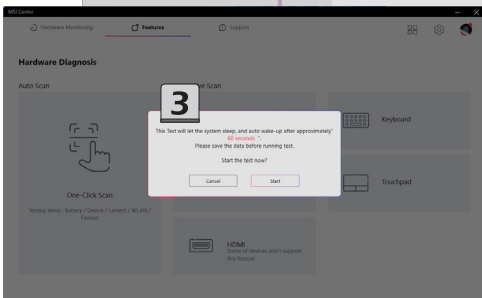 MSI Center
Hardware Monitoring
Features
Support
Hardware Diagnosis
Auto Scan
Scan
3
This Test will let the system sleep, and auto wake-up after approximately"
60 seconds ".
Please save the data before running test.
Start the test now?
Cancel
Start
Keyboard
Touchpad
One-Click Scan
Testing Items : Battery / Device / Lantest / WLAN /
Fantest
HDMI
Some of devices don't support
this feature